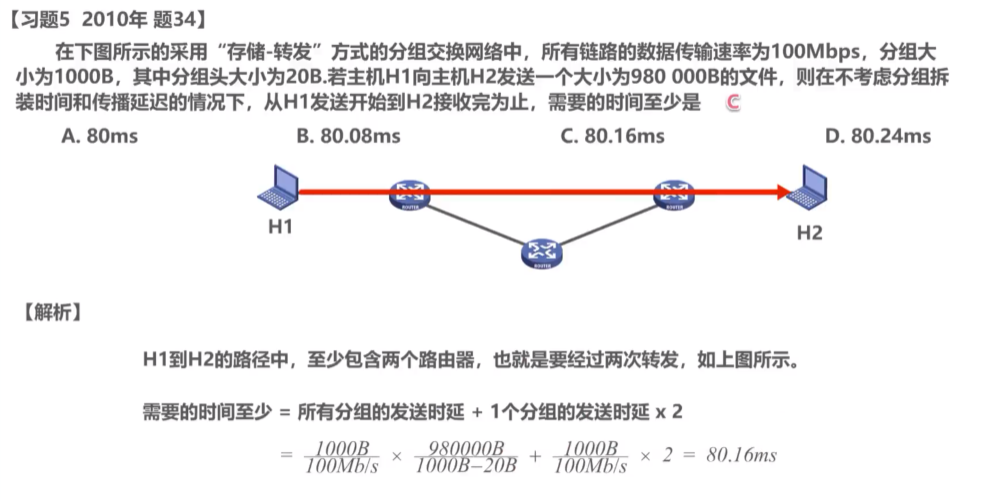 【习题5 2010年 题34】
在下图所示的采用“存储-转发”方式的分组交换网络中，所有链路的数据传输速率为100Mbps，分组大
小为1000B，其中分组头大小为20B.若主机H1向主机H2发送一个大小为980 000B的文件，则在不考虑分组拆
装时间和传播延迟的情况下，从H1发送开始到H2接收完为止，需要的时间至少是 C
A. 80ms B. 80.08ms C. 80.16ms D. 80.24ms
ROUTER ROUTER
H1 H2
ROUTER
【解析】
H1到H2的路径中，至少包含两个路由器，也就是要经过两次转发，如上图所示。
需要的时间至少 = 所有分组的发送时延 + 1个分组的发送时延 x 2
= 1000B/100Mb/s × 980000B/1000B−20B + 1000B/100Mb/s × 2 = 80.16ms